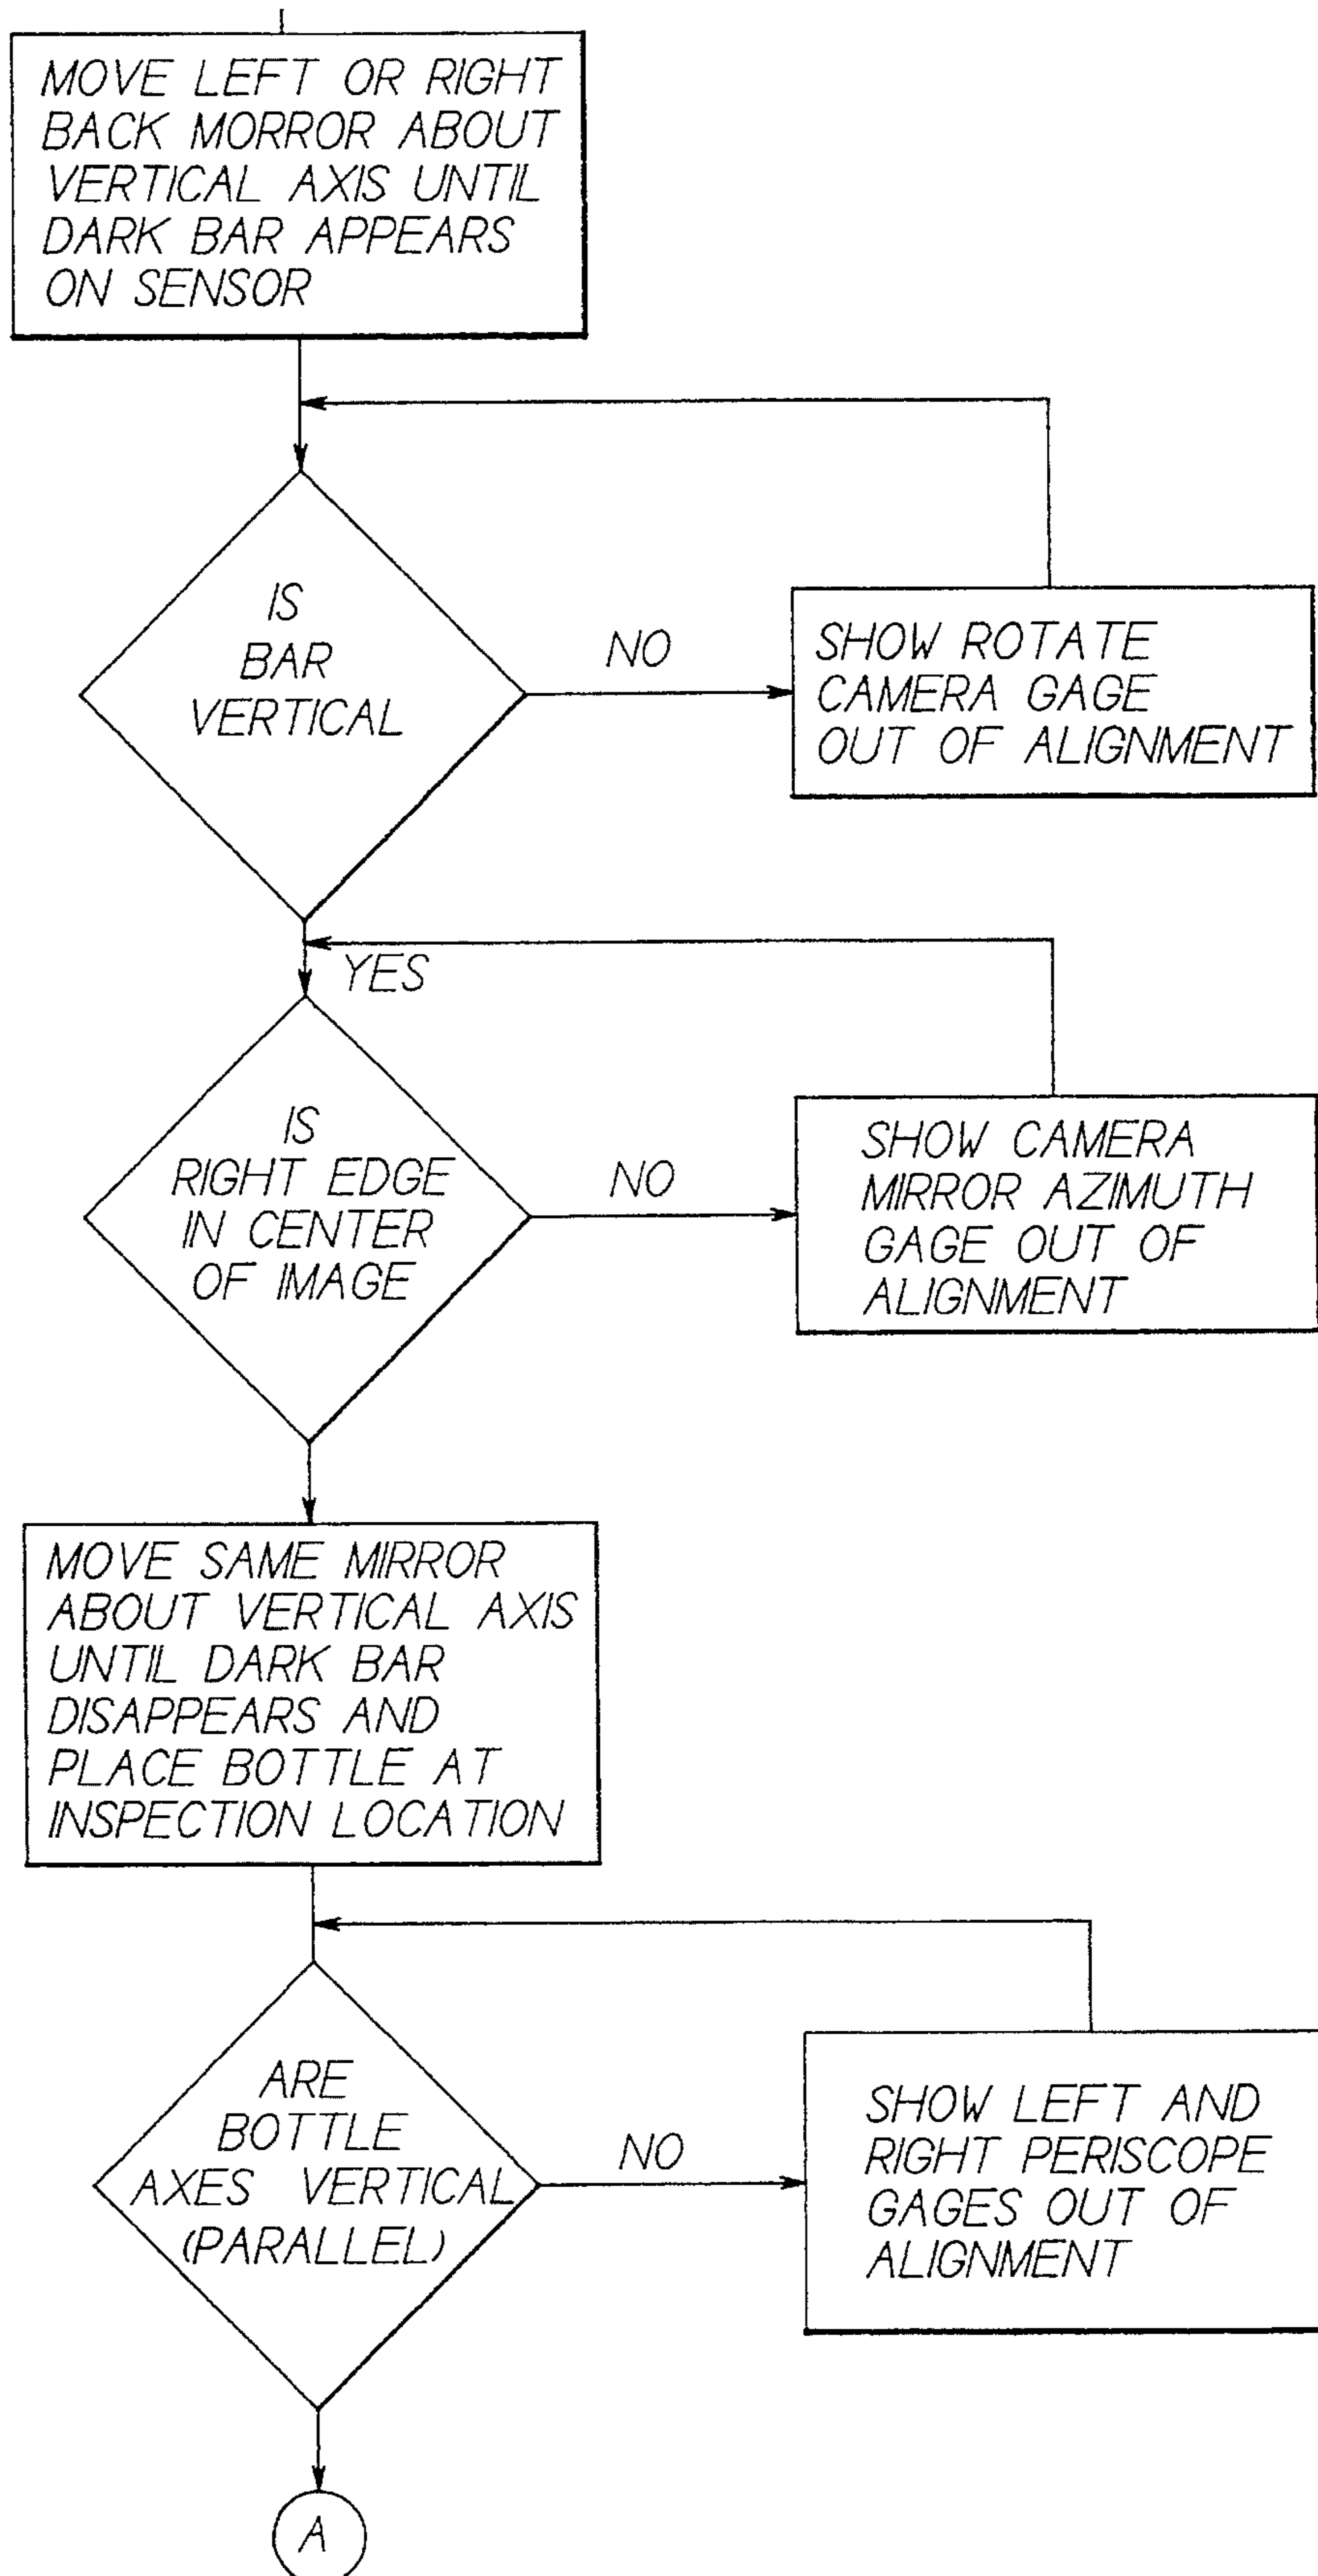 MOVE LEFT OR RIGHT
BACK MORROR ABOUT
VERTICAL AXIS UNTIL
DARK BAR APPEARS
ON SENSOR
IS
BAR
VERTICAL
NO
SHOW ROTATE
CAMERA GAGE
OUT OF ALIGNMENT
YES
IS
RIGHT EDGE
IN CENTER
OF IMAGE
NO
SHOW CAMERA
MIRROR AZIMUTH
GAGE OUT OF
ALIGNMENT
MOVE SAME MIRROR
ABOUT VERTICAL AXIS
UNTIL DARK BAR
DISAPPEARS AND
PLACE BOTTLE AT
INSPECTION LOCATION
ARE
BOTTLE
AXES VERTICAL
(PARALLEL)
NO
SHOW LEFT AND
RIGHT PERISCOPE
GAGES OUT OF
ALIGNMENT
A